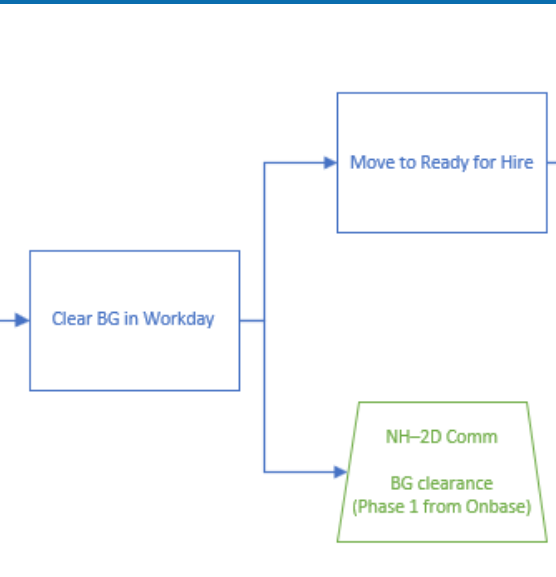 Move to Ready for Hire
Clear BG in Workday
NH–2D Comm
BG clearance
(Phase 1 from Onbase)